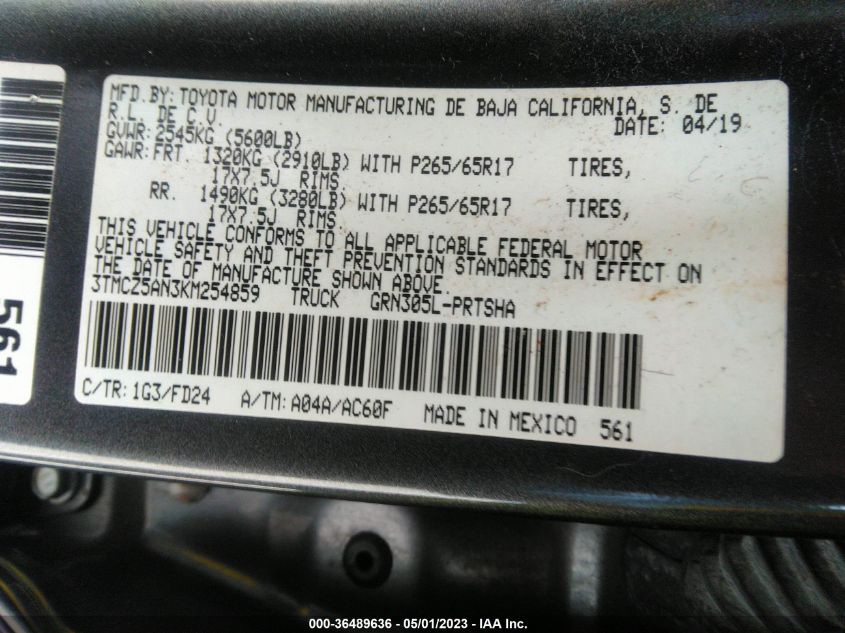 MFD.BY: TOYOTA MOTOR MANUFACTURING DE BAJA CALIFORNIA, S. DE
R.L. DE C.V. DATE: 04/19
GVWR: 2545KG (5600LB)
GAWR: FRT. 1320KG (2910LB) WITH P265/65R17 TIRES,
17X7.5J RIMS
RR. 1490KG (3280LB) WITH P265/65R17 TIRES,
17X7.5J RIMS
THIS VEHICLE CONFORMS TO ALL APPLICABLE FEDERAL MOTOR
VEHICLE SAFETY AND THEFT PREVENTION STANDARDS IN EFFECT ON
THE DATE OF MANUFACTURE SHOWN ABOVE.
3TMCZ5AN3KM254859 TRUCK GRN305L-PRTSHA
C/TR: 1G3/FD24 A/TM: A04A/AC60F MADE IN MEXICO 561
561
000-36489636 - 05/01/2023 - IAA Inc.